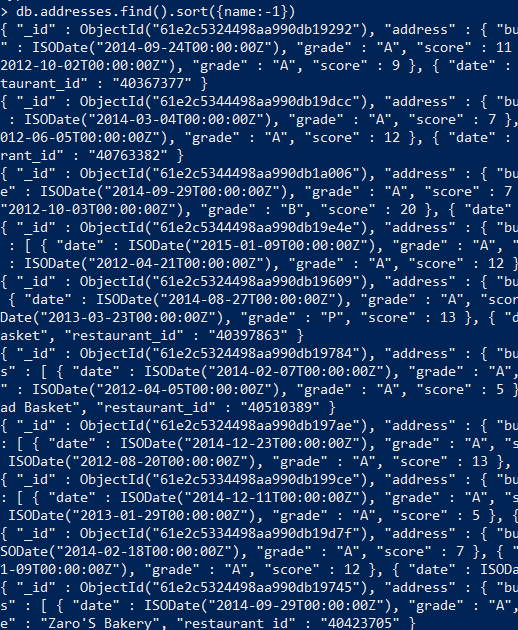 > db.addresses.find().sort({name:-1})
{ "_id" : ObjectId("61e2c5324498aa990db19292"), "address" : { "bu
" : ISODate("2014-09-24T00:00:00Z"), "grade" : "A", "score" : 11
2012-10-02T00:00:00Z"), "grade" : "A", "score" : 9 }, { "date" :
taurant_id" : "40367377" }
{ "_id" : ObjectId("61e2c5344498aa990db19dcc"), "address" : { "bu
 : ISODate("2014-03-04T00:00:00Z"), "grade" : "A", "score" : 7 },
012-06-05T00:00:00Z"), "grade" : "A", "score" : 12 }, { "date" :
rant_id" : "40763382" }
{ "_id" : ObjectId("61e2c5344498aa990db1a006"), "address" : { "bu
e" : ISODate("2014-09-29T00:00:00Z"), "grade" : "A", "score" : 7
"2012-10-03T00:00:00Z"), "grade" : "B", "score" : 20 }, { "date"
{ "_id" : ObjectId("61e2c5344498aa990db19e4e"), "address" : { "bu
 : [ { "date" : ISODate("2015-01-09T00:00:00Z"), "grade" : "A", "
 : ISODate("2012-04-21T00:00:00Z"), "grade" : "A", "score" : 12 }
{ "_id" : ObjectId("61e2c5324498aa990db19609"), "address" : { "bu
 { "date" : ISODate("2014-08-27T00:00:00Z"), "grade" : "A", "scor
Date("2013-03-23T00:00:00Z"), "grade" : "P", "score" : 13 }, { "d
asket", "restaurant_id" : "40397863" }
{ "_id" : ObjectId("61e2c5324498aa990db19784"), "address" : { "bu
s" : [ { "date" : ISODate("2014-02-07T00:00:00Z"), "grade" : "A",
" : ISODate("2012-04-05T00:00:00Z"), "grade" : "A", "score" : 5 }
ad Basket", "restaurant_id" : "40510389" }
{ "_id" : ObjectId("61e2c5324498aa990db197ae"), "address" : { "bu
: [ { "date" : ISODate("2014-12-23T00:00:00Z"), "grade" : "A", "s
 ISODate("2012-08-20T00:00:00Z"), "grade" : "A", "score" : 13 },
{ "_id" : ObjectId("61e2c5334498aa990db199ce"), "address" : { "bu
: [ { "date" : ISODate("2014-12-11T00:00:00Z"), "grade" : "A", "s
 ISODate("2013-01-29T00:00:00Z"), "grade" : "A", "score" : 5 }, {
{ "_id" : ObjectId("61e2c5334498aa990db19d7f"), "address" : { "bu
SODate("2014-02-18T00:00:00Z"), "grade" : "A", "score" : 7 }, { "
1-09T00:00:00Z"), "grade" : "A", "score" : 12 }, { "date" : ISODa
{ "_id" : ObjectId("61e2c5324498aa990db19745"), "address" : { "bu
s" : [ { "date" : ISODate("2014-09-29T00:00:00Z"), "grade" : "A",
e" : "Zaro'S Bakery", "restaurant_id" : "40423705" }